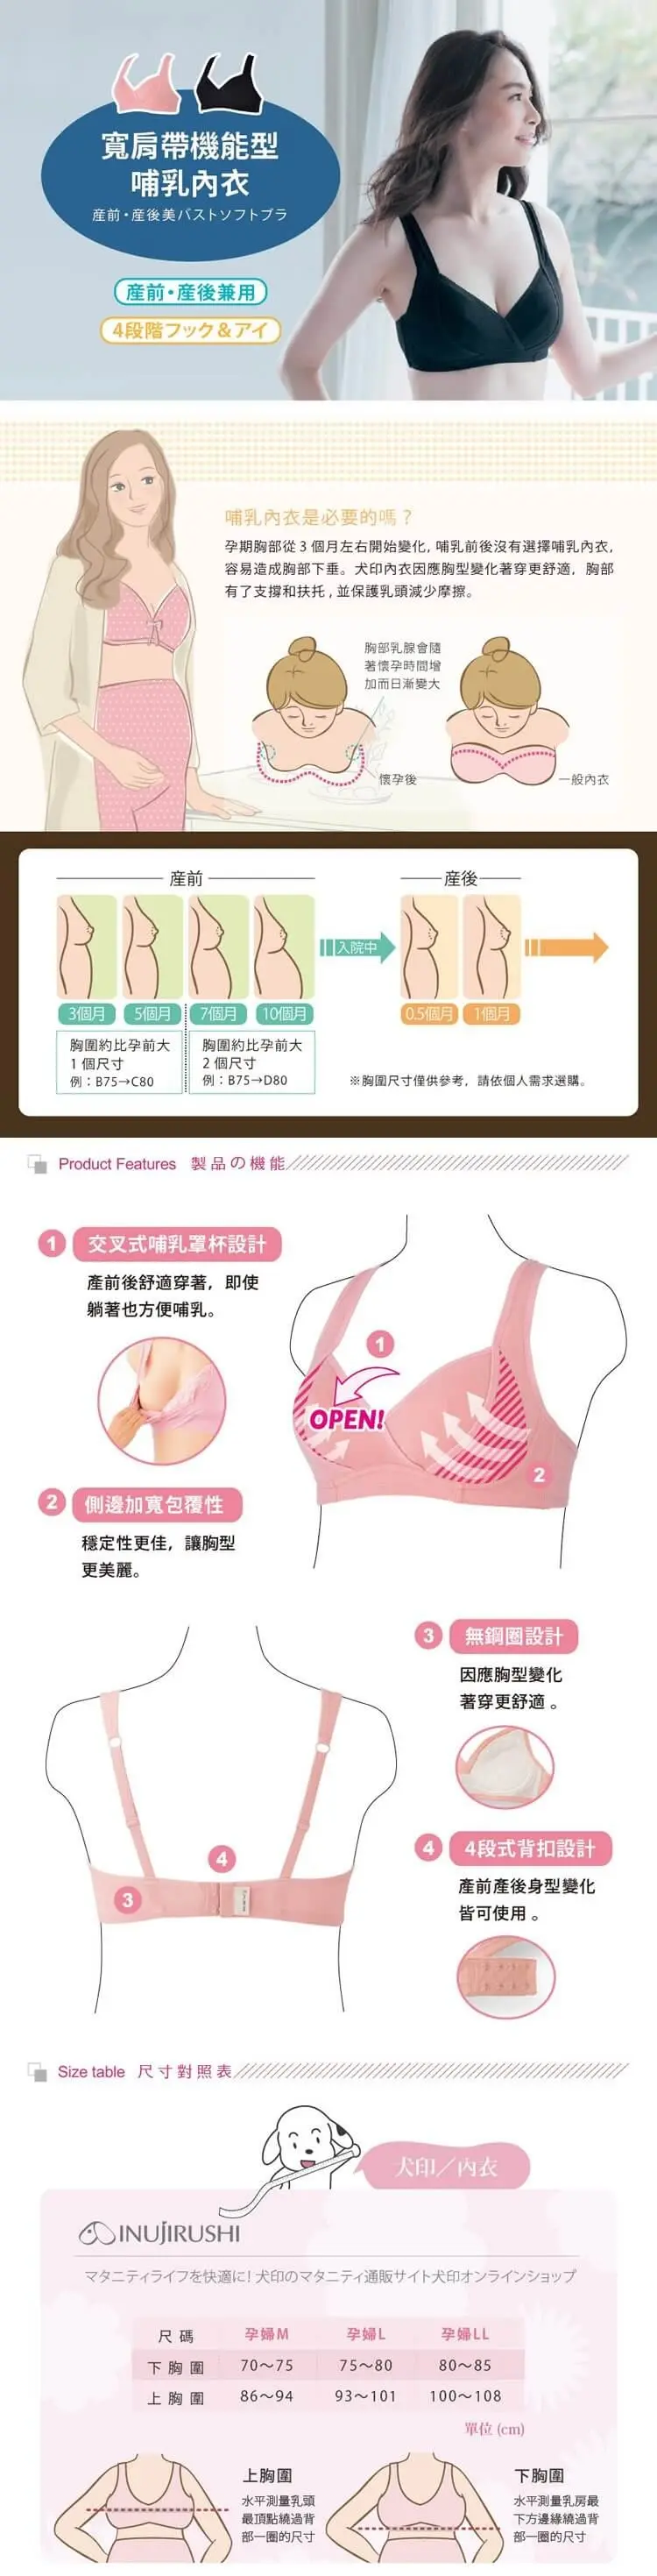 寬肩帶機能型
哺乳內衣
産前・産後美バストソフトブラ
産前・産後兼用
4段階フック＆アイ
哺乳內衣是必要的嗎？
孕期胸部從3個月左右開始變化, 哺乳前後沒有選擇哺乳內衣,
容易造成胸部下垂。犬印內衣因應胸型變化著穿更舒適, 胸部
有了支撐和扶托, 並保護乳頭減少摩擦。
胸部乳腺會隨
著懷孕時間增
加而日漸變大
懷孕後
一般內衣
産前
産後
入院中
3個月
5個月
7個月
10個月
0.5個月
1個月
胸圍約比孕前大
1個尺寸
例：B75→C80
胸圍約比孕前大
2個尺寸
例：B75→D80
※胸圍尺寸僅供參考, 請依個人需求選購。
Product Features 製品の機能
1 交叉式哺乳罩杯設計
產前後舒適穿著, 即使
躺著也方便哺乳。
1
OPEN!
2
2 側邊加寬包覆性
穩定性更佳, 讓胸型
更美麗。
3 無鋼圈設計
因應胸型變化
著穿更舒適。
4
3
4 4段式背扣設計
產前產後身型變化
皆可使用。
Size table 尺寸對照表
犬印／內衣
INUJIRUSHI
マタニティライフを快適に! 犬印のマタニティ通販サイト犬印オンラインショップ
尺碼 孕婦M 孕婦L 孕婦LL
下胸圍 70～75 75～80 80～85
上胸圍 86～94 93～101 100～108
單位 (cm)
上胸圍
水平測量乳頭
最頂點繞過背
部一圈的尺寸
下胸圍
水平測量乳房最
下方邊緣繞過背
部一圈的尺寸